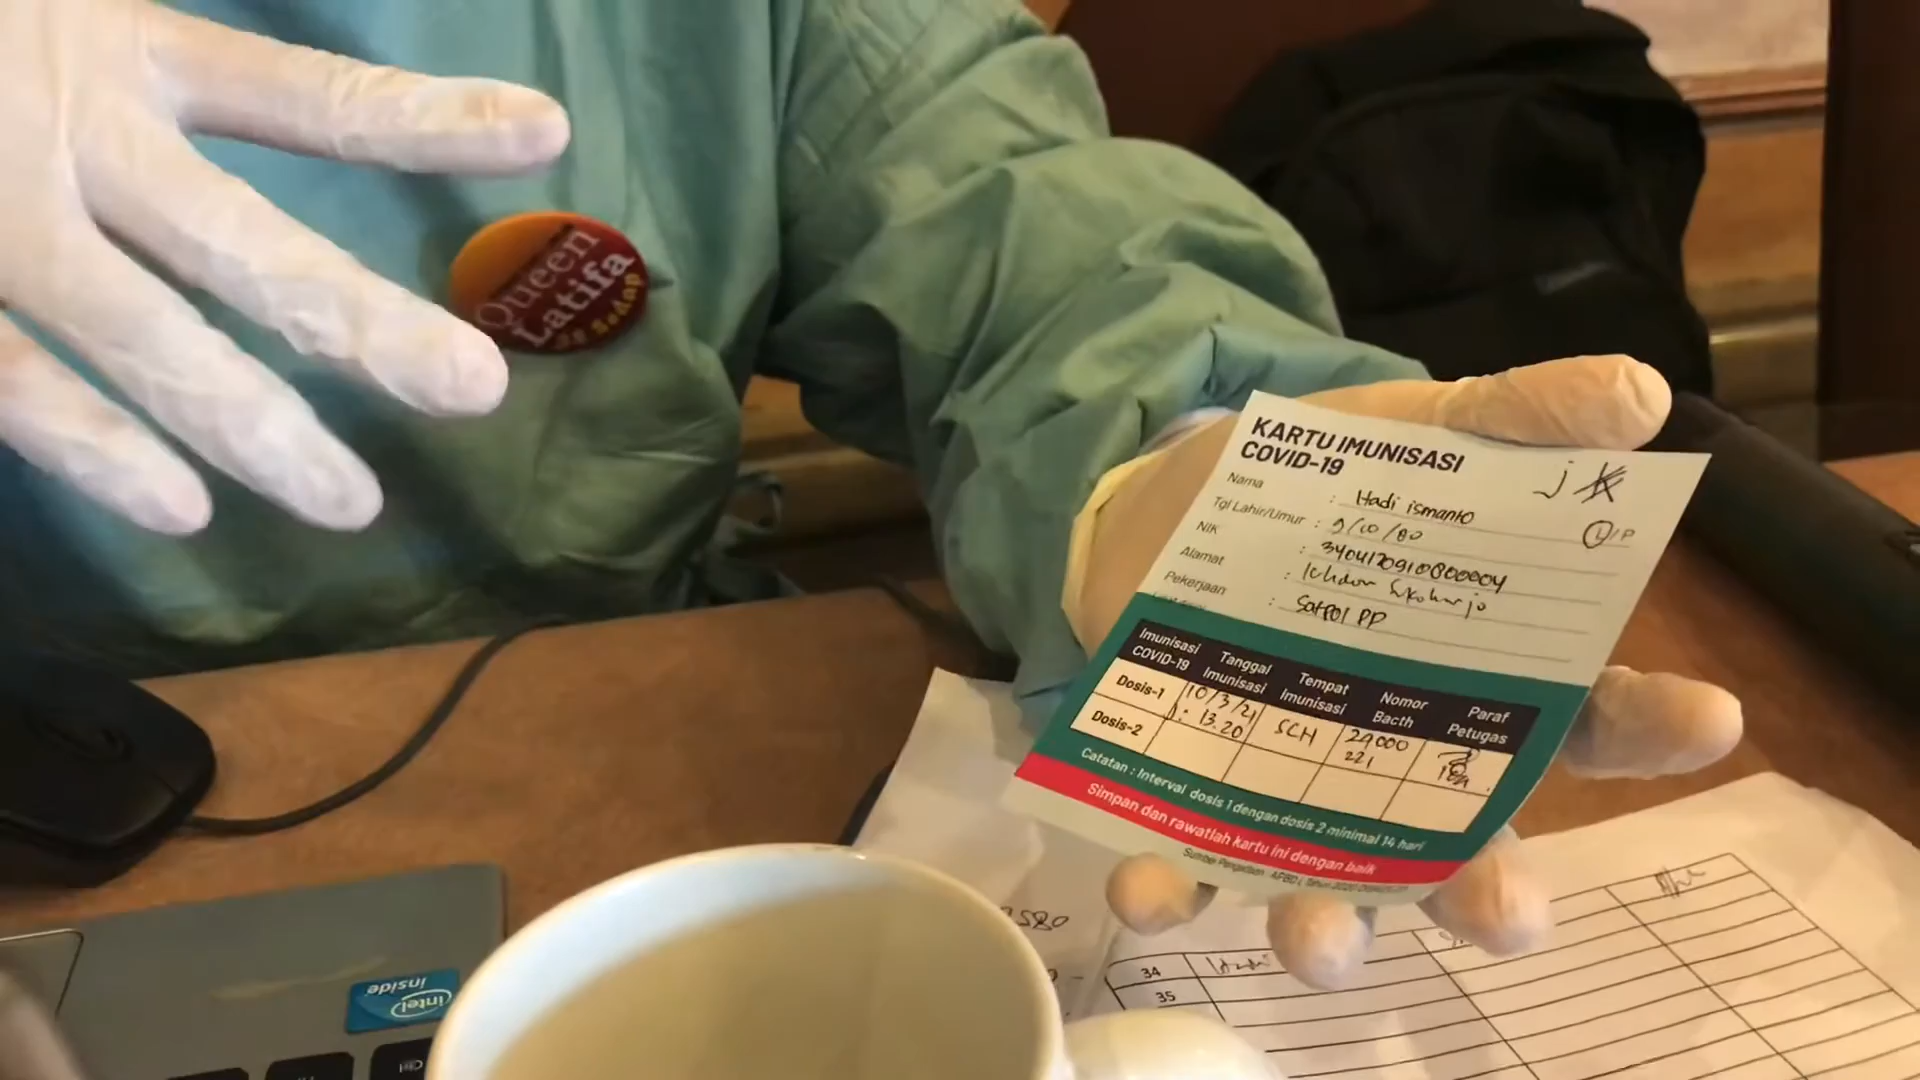 Queen
Latifa
KARTU IMUNISASI
COVID-19
Nama : Hadi ismanto
Tgl Lahir/Umur : 9/10/80 L/P
NIK : 3404120910800004
Alamat : Sukoharjo
Pekerjaan : Satpol PP
Imunisasi COVID-19 Tanggal Imunisasi Tempat Imunisasi Nomor Bacth Paraf Petugas
Dosis-1 10/3/21 13.20 SCH 24000 221
Dosis-2
Catatan : Interval dosis 1 dengan dosis 2 minimal 14 hari
Simpan dan rawatlah kartu ini dengan baik
intel
inside
34
35